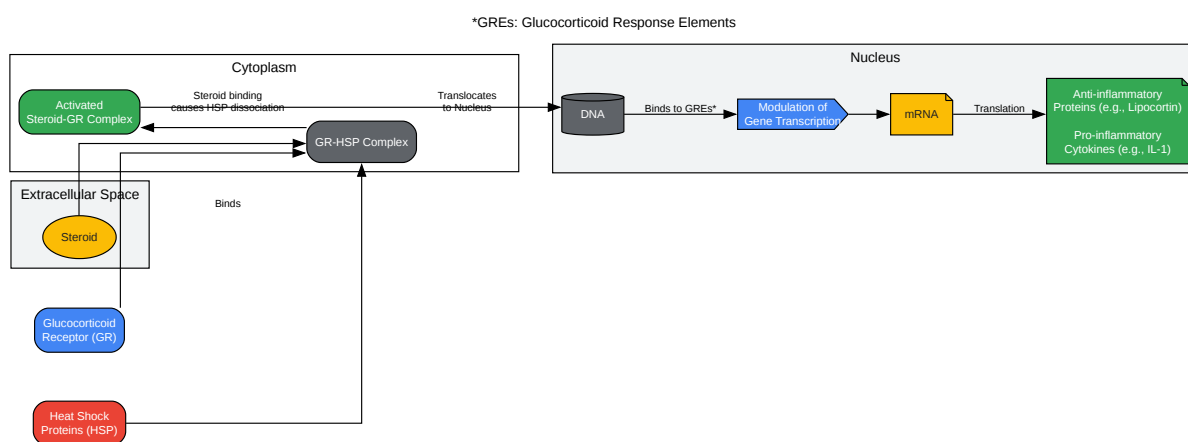 *GREs: Glucocorticoid Response Elements
Cytoplasm
Nucleus
Activated
Steroid-GR Complex
Steroid binding
causes HSP dissociation
Translocates
to Nucleus
GR-HSP Complex
DNA
Binds to GREs*
Modulation of
Gene Transcription
mRNA
Translation
Anti-inflammatory
Proteins (e.g., Lipocortin)
Pro-inflammatory
Cytokines (e.g., IL-1)
Extracellular Space
Steroid
Binds
Glucocorticoid
Receptor (GR)
Heat Shock
Proteins (HSP)